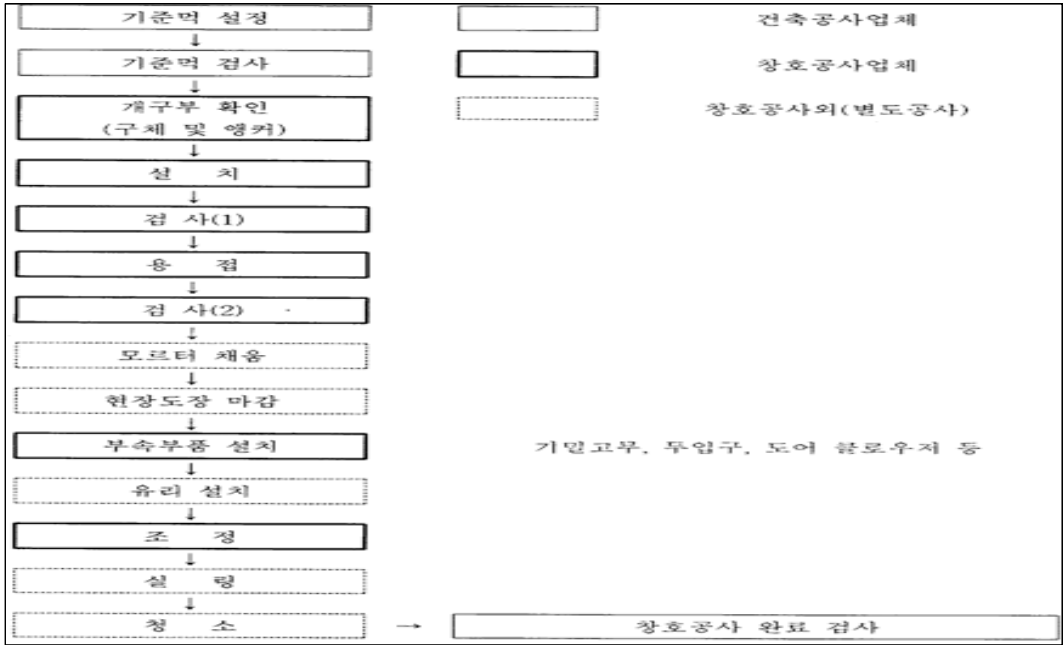 기준먹 설정
건축공사업체
↓
기준먹 검사
창호공사업체
↓
개구부 확인
(구체 및 앵커)
창호공사외(별도공사)
↓
설 치
↓
검 사(1)
↓
용 접
↓
검 사(2)
↓
모르터 채움
↓
현장도장 마감
↓
부속부품 설치
기밀고무, 두입구, 도어 클로우저 등
↓
유리 설치
↓
조 정
↓
실 링
↓
청 소 → 창호공사 완료 검사